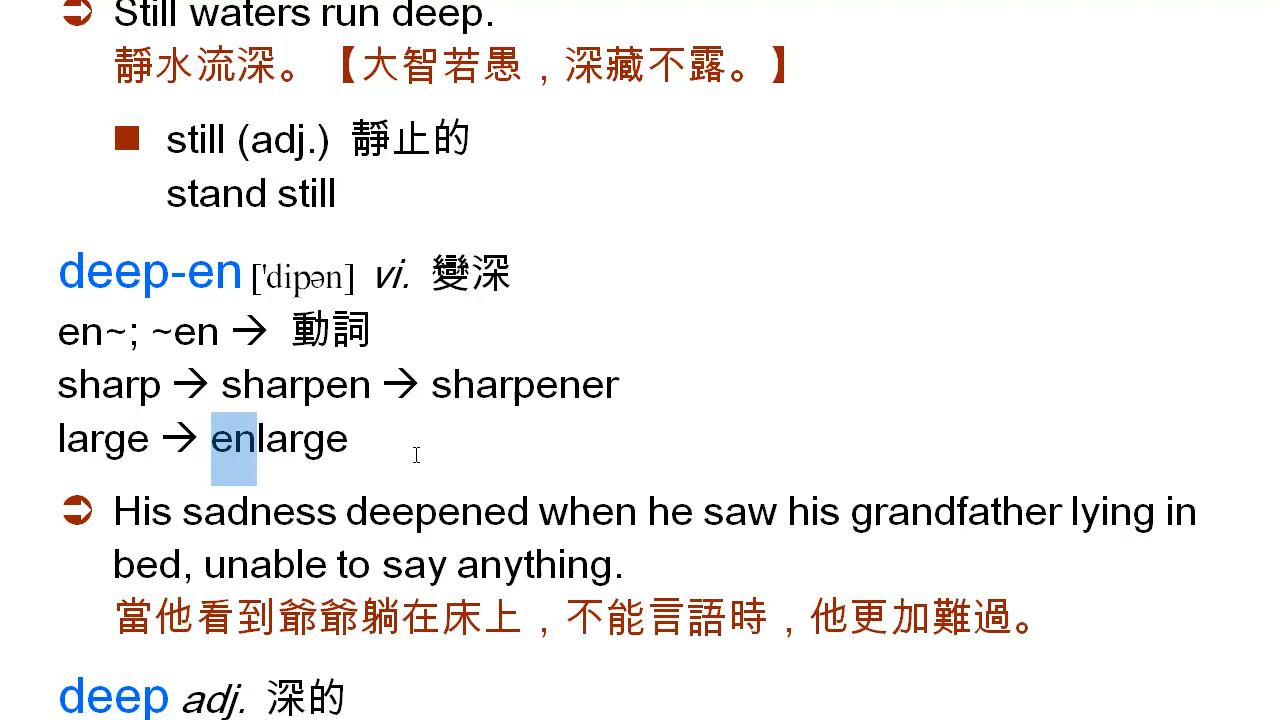 Still waters run deep.
靜水流深。【大智若愚，深藏不露。】
still (adj.) 靜止的
stand still
deep-en [ˈdipən] vi. 變深
en~; ~en → 動詞
sharp → sharpen → sharpener
large → enlarge
His sadness deepened when he saw his grandfather lying in
bed, unable to say anything.
當他看到爺爺躺在床上，不能言語時，他更加難過。
deep adj. 深的